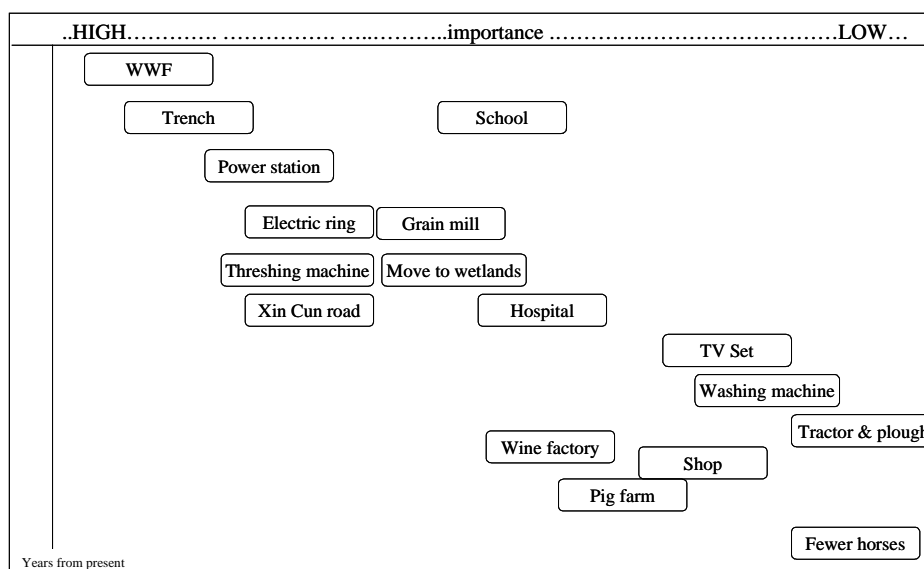 ..HIGH…………. ……………. …..………..importance ………….…………………….LOW…
WWF
Trench
School
Power station
Electric ring
Grain mill
Threshing machine
Move to wetlands
Xin Cun road
Hospital
TV Set
Washing machine
Tractor & plough
Wine factory
Shop
Pig farm
Fewer horses
Years from present